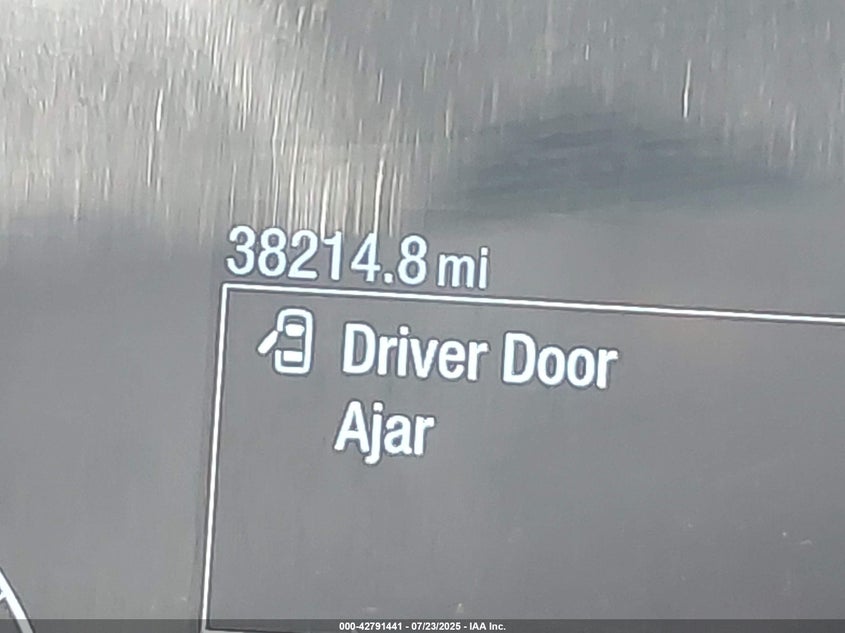 38214.8 mi
Driver Door
Ajar
000-42791441 - 07/23/2025 - IAA Inc.